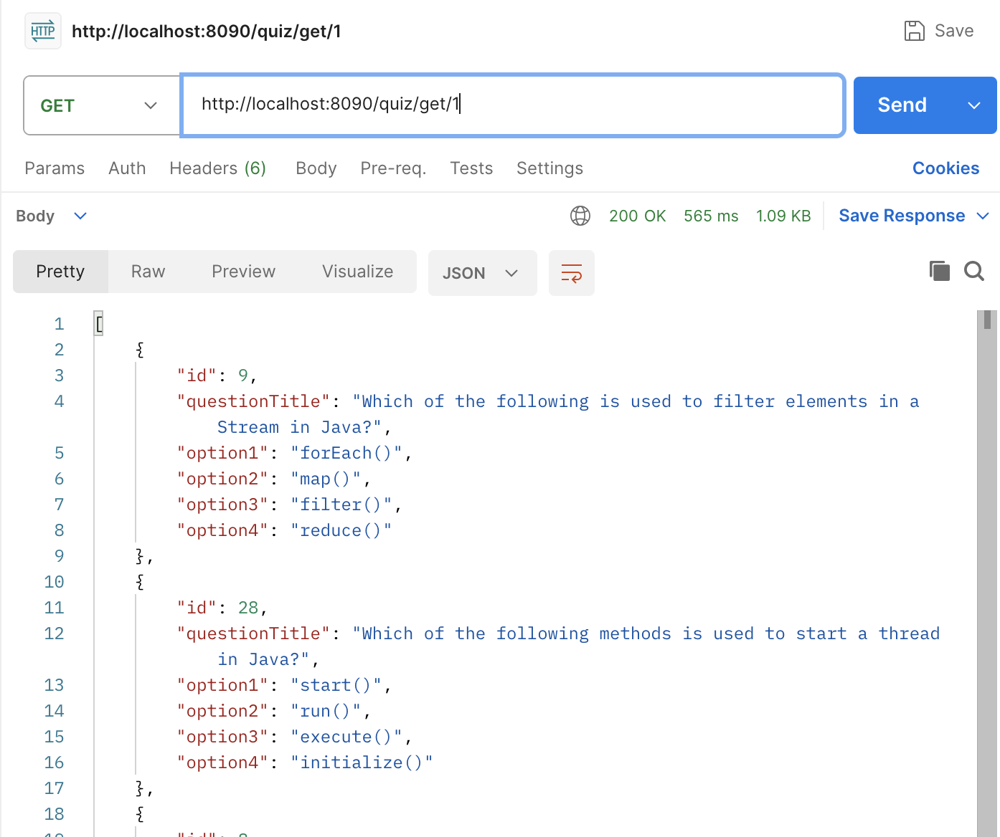 HTTP http://localhost:8090/quiz/get/1 Save
GET http://localhost:8090/quiz/get/1 Send
Params Auth Headers (6) Body Pre-req. Tests Settings Cookies
Body 200 OK 565 ms 1.09 KB Save Response
Pretty Raw Preview Visualize JSON
1 [
2 {
3 "id": 9,
4 "questionTitle": "Which of the following is used to filter elements in a
Stream in Java?",
5 "option1": "forEach()",
6 "option2": "map()",
7 "option3": "filter()",
8 "option4": "reduce()"
9 },
10 {
11 "id": 28,
12 "questionTitle": "Which of the following methods is used to start a thread
in Java?",
13 "option1": "start()",
14 "option2": "run()",
15 "option3": "execute()",
16 "option4": "initialize()"
17 },
18 {